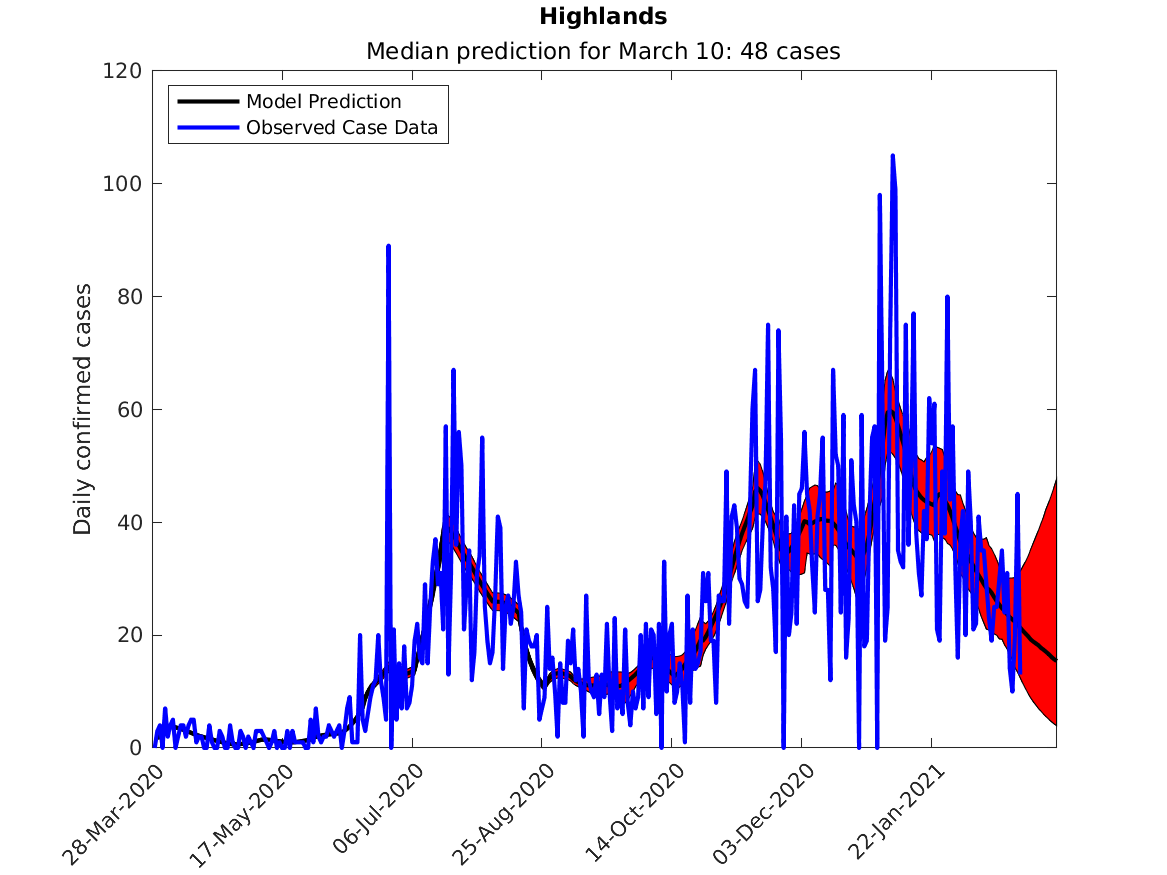 Highlands
Median prediction for March 10: 48 cases
Model Prediction
Observed Case Data
Daily confirmed cases
120
100
80
60
40
20
0
28-Mar-2020
17-May-2020
06-Jul-2020
25-Aug-2020
14-Oct-2020
03-Dec-2020
22-Jan-2021